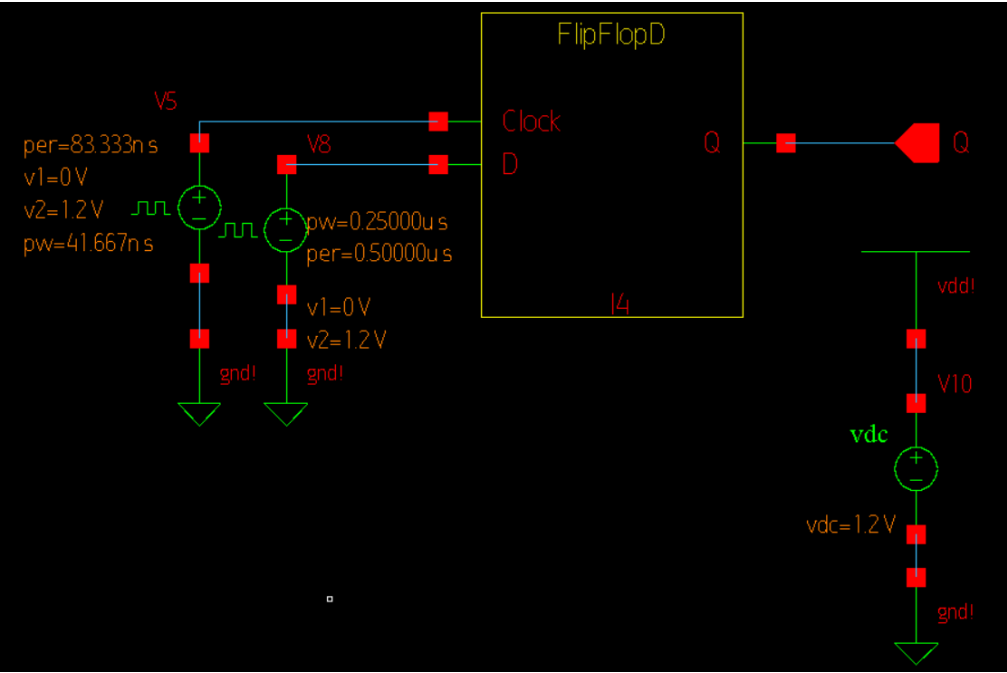 FlipFlopD
V5
Clock
per=83.333ns
v1=0V
v2=1.2V
pw=41.667ns
V8
D
Q
Q
pw=0.25000us
per=0.50000us
v1=0V
v2=1.2V
I4
gnd!
gnd!
vdd!
V10
vdc
vdc=1.2V
gnd!